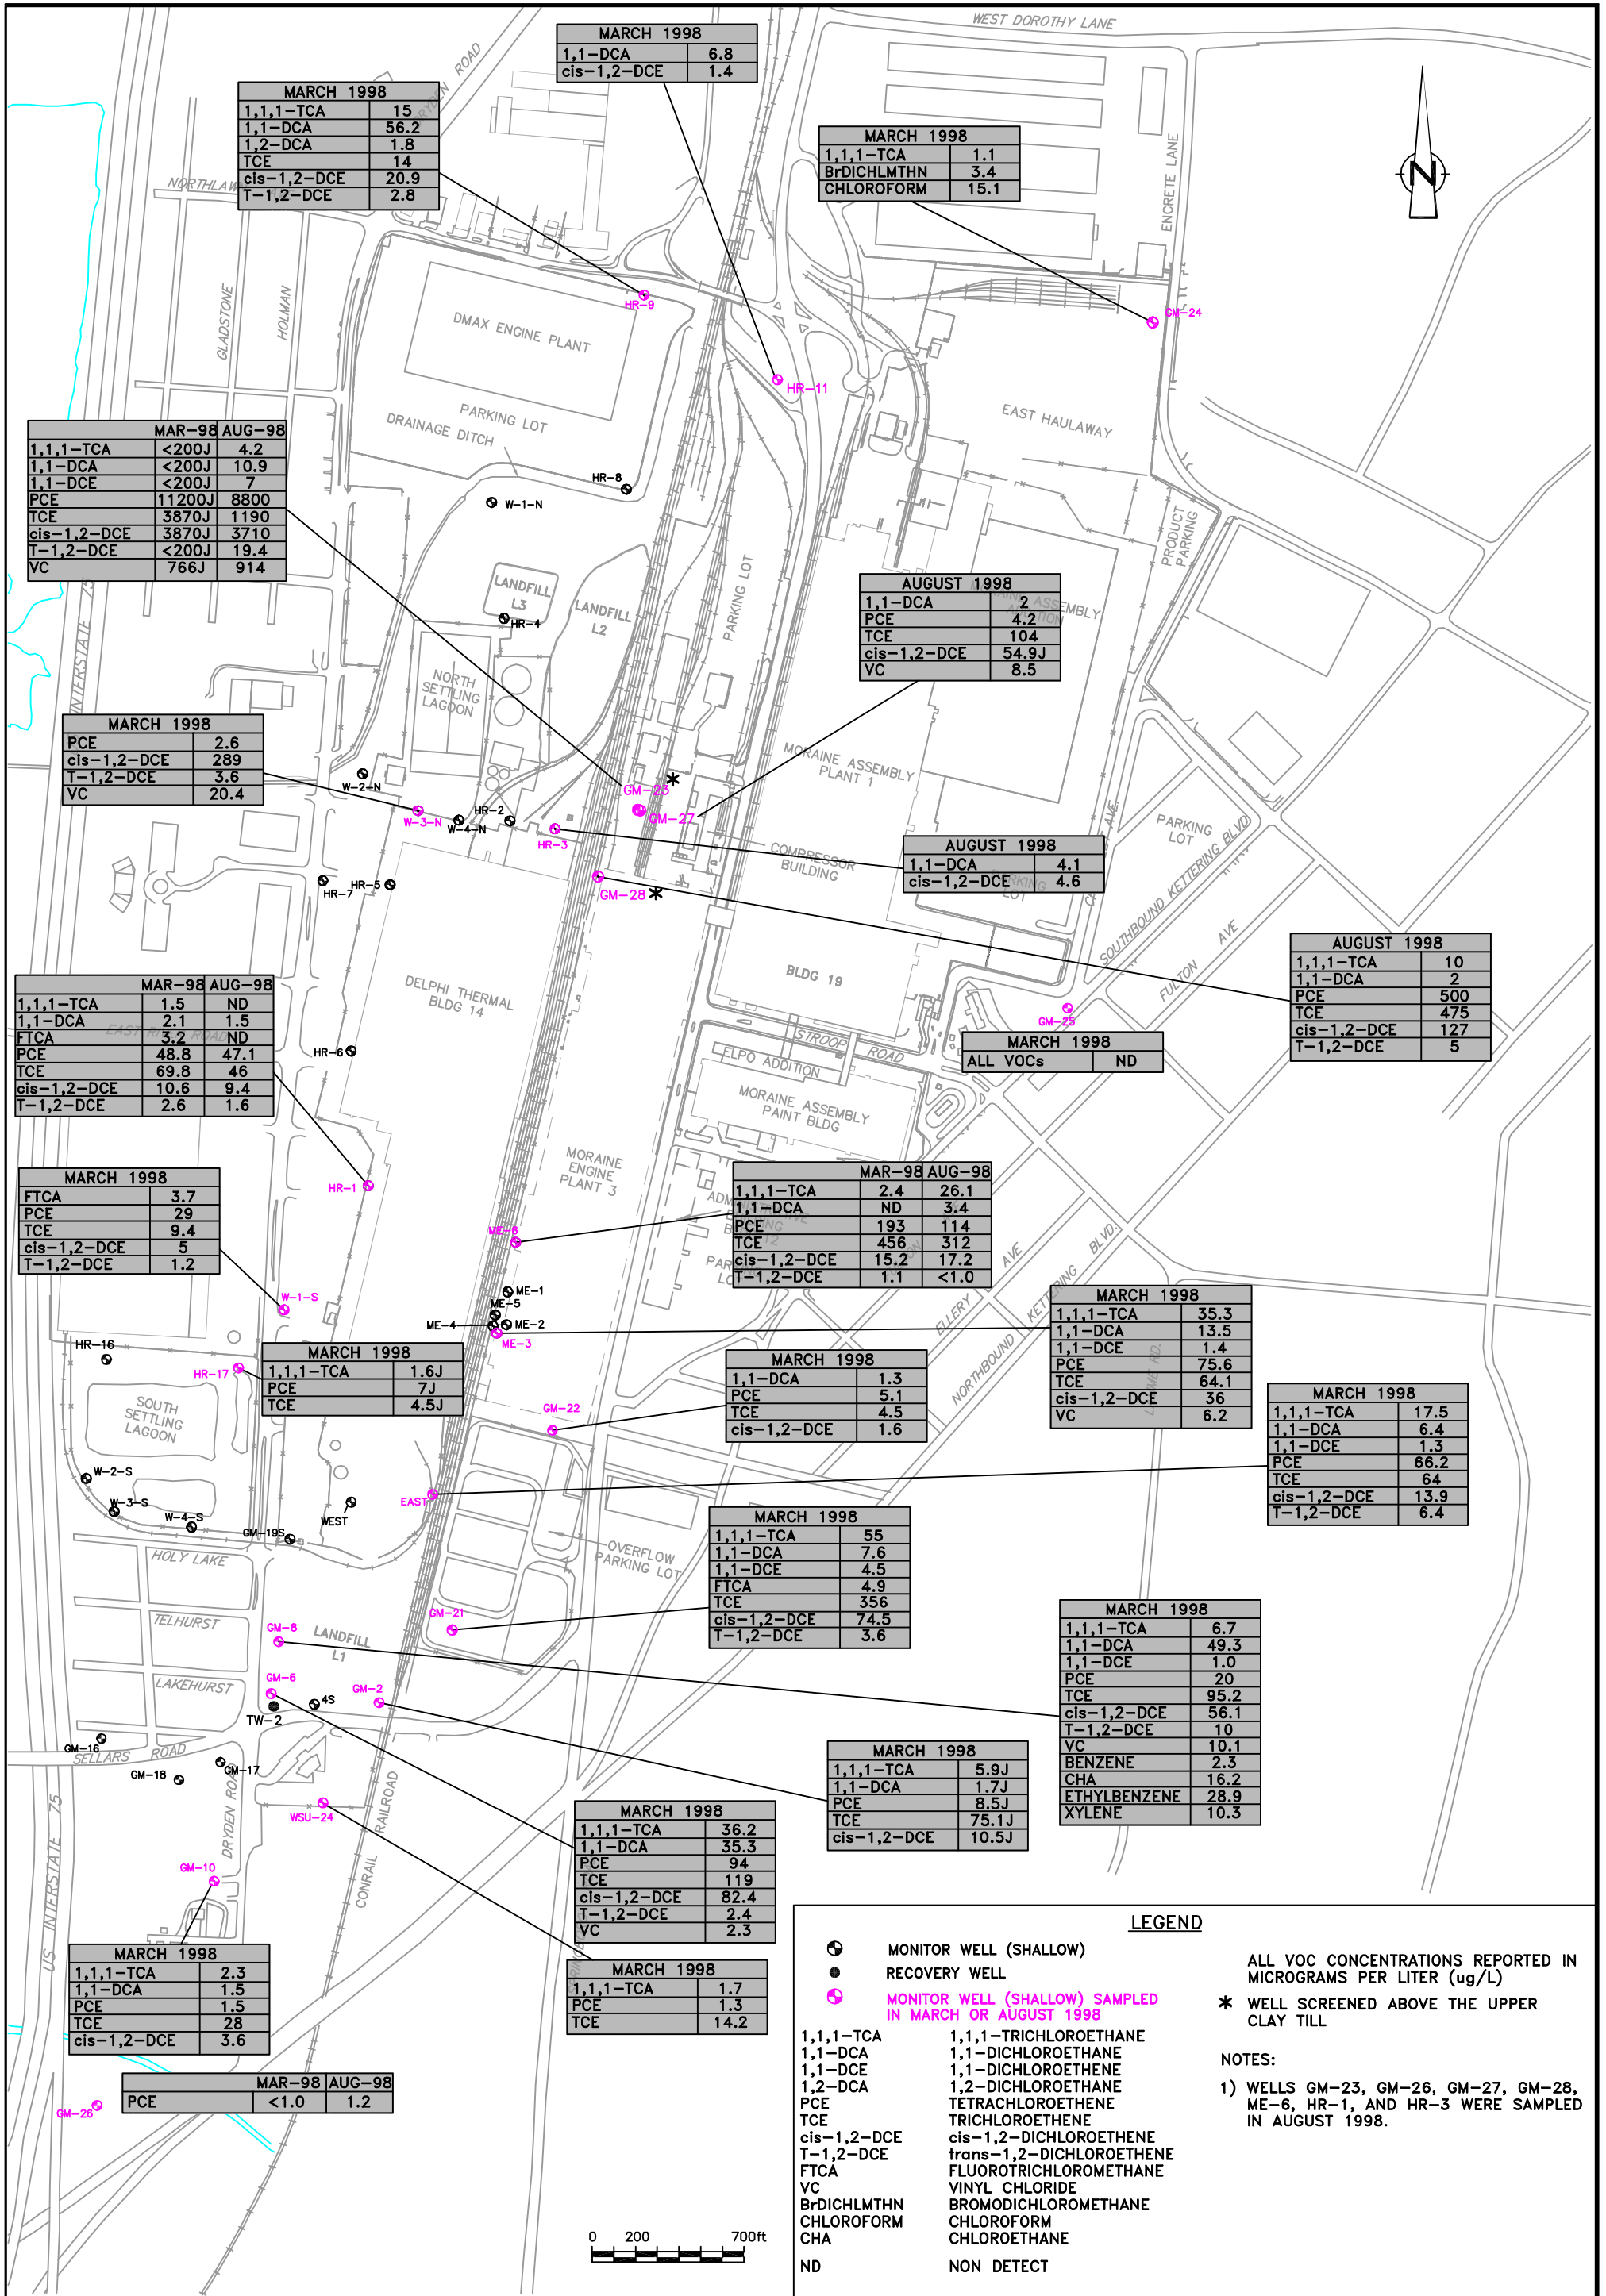 WEST DOROTHY LANE
MARCH 1998
1,1-DCA 6.8
cis-1,2-DCE 1.4
DRYDEN ROAD
MARCH 1998
1,1,1-TCA 15
1,1-DCA 56.2
1,2-DCA 1.8
TCE 14
cis-1,2-DCE 20.9
T-1,2-DCE 2.8
MARCH 1998
1,1,1-TCA 1.1
BrDICHLMTHN 3.4
CHLOROFORM 15.1
ENCRETE LANE
N
GLADSTONE
HOLMAN
HR-9
DMAX ENGINE PLANT
GM-24
HR-11
EAST HAULAWAY
PARKING LOT
DRAINAGE DITCH
MAR-98 AUG-98
1,1,1-TCA <200J 4.2
1,1-DCA <200J 10.9
1,1-DCE <200J 7
PCE 11200J 8800
TCE 3870J 1190
cis-1,2-DCE 3870J 3710
T-1,2-DCE <200J 19.4
VC 766J 914
HR-8
W-1-N
PRODUCT
PARKING
INTERSTATE 75
LANDFILL
L3
HR-4
LANDFILL
L2
PARKING LOT
AUGUST 1998
1,1-DCA 2
PCE 4.2
TCE 104
cis-1,2-DCE 54.9J
VC 8.5
NORTH
SETTLING
LAGOON
MARCH 1998
PCE 2.6
cis-1,2-DCE 289
T-1,2-DCE 3.6
VC 20.4
MORAINE ASSEMBLY
PLANT 1
W-2-N
GM-23
W-3-N
W-4-N
HR-2
HR-3
GM-27
COMPRESSOR
BUILDING
PARKING
LOT
AUGUST 1998
1,1-DCA 4.1
cis-1,2-DCE 4.6
HR-7
HR-5
GM-28
SOUTHBOUND KETTERING BLVD
FULTON AVE
AUGUST 1998
1,1,1-TCA 10
1,1-DCA 2
PCE 500
TCE 475
cis-1,2-DCE 127
T-1,2-DCE 5
DELPHI THERMAL
BLDG 14
BLDG 19
MAR-98 AUG-98
1,1,1-TCA 1.5 ND
1,1-DCA 2.1 1.5
FTCA 3.2 ND
PCE 48.8 47.1
TCE 69.8 46
cis-1,2-DCE 10.6 9.4
T-1,2-DCE 2.6 1.6
GM-25
MARCH 1998
ALL VOCs ND
HR-6
STROOP ROAD
ELPO ADDITION
MORAINE ASSEMBLY
PAINT BLDG
MORAINE
ENGINE
PLANT 3
HR-1
MARCH 1998
FTCA 3.7
PCE 29
TCE 9.4
cis-1,2-DCE 5
T-1,2-DCE 1.2
MAR-98 AUG-98
1,1,1-TCA 2.4 26.1
1,1-DCA ND 3.4
PCE 193 114
TCE 456 312
cis-1,2-DCE 15.2 17.2
T-1,2-DCE 1.1 <1.0
ME-6
ELLERY AVE
NORTHBOUND KETTERING BLVD.
W-1-S
ME-1
ME-5
ME-4
ME-2
ME-3
MARCH 1998
1,1,1-TCA 35.3
1,1-DCA 13.5
1,1-DCE 1.4
PCE 75.6
TCE 64.1
cis-1,2-DCE 36
VC 6.2
HR-16
HR-17
MARCH 1998
1,1,1-TCA 1.6J
PCE 7J
TCE 4.5J
MARCH 1998
1,1-DCA 1.3
PCE 5.1
TCE 4.5
cis-1,2-DCE 1.6
SOUTH
SETTLING
LAGOON
GM-22
MARCH 1998
1,1,1-TCA 17.5
1,1-DCA 6.4
1,1-DCE 1.3
PCE 66.2
TCE 64
cis-1,2-DCE 13.9
T-1,2-DCE 6.4
W-2-S
W-3-S
W-4-S
GM-19S
WEST
EAST
MARCH 1998
1,1,1-TCA 55
1,1-DCA 7.6
1,1-DCE 4.5
FTCA 4.9
TCE 356
cis-1,2-DCE 74.5
T-1,2-DCE 3.6
OVERFLOW
PARKING LOT
HOLY LAKE
TELHURST
LAKEHURST
GM-21
GM-8
LANDFILL
L1
MARCH 1998
1,1,1-TCA 6.7
1,1-DCA 49.3
1,1-DCE 1.0
PCE 20
TCE 95.2
cis-1,2-DCE 56.1
T-1,2-DCE 10
VC 10.1
BENZENE 2.3
CHA 16.2
ETHYLBENZENE 28.9
XYLENE 10.3
GM-6
4S
GM-2
TW-2
GM-16
SELLARS ROAD
GM-18
GM-17
WSU-24
DRYDEN ROAD
CONRAIL RAILROAD
MARCH 1998
1,1,1-TCA 5.9J
1,1-DCA 1.7J
PCE 8.5J
TCE 75.1J
cis-1,2-DCE 10.5J
MARCH 1998
1,1,1-TCA 36.2
1,1-DCA 35.3
PCE 94
TCE 119
cis-1,2-DCE 82.4
T-1,2-DCE 2.4
VC 2.3
GM-10
US INTERSTATE 75
MARCH 1998
1,1,1-TCA 2.3
1,1-DCA 1.5
PCE 1.5
TCE 28
cis-1,2-DCE 3.6
MARCH 1998
1,1,1-TCA 1.7
PCE 1.3
TCE 14.2
MAR-98 AUG-98
PCE <1.0 1.2
GM-26
0 200 700ft
LEGEND
MONITOR WELL (SHALLOW)
RECOVERY WELL
MONITOR WELL (SHALLOW) SAMPLED
IN MARCH OR AUGUST 1998
1,1,1-TCA 1,1,1-TRICHLOROETHANE
1,1-DCA 1,1-DICHLOROETHANE
1,1-DCE 1,1-DICHLOROETHENE
1,2-DCA 1,2-DICHLOROETHANE
PCE TETRACHLOROETHENE
TCE TRICHLOROETHENE
cis-1,2-DCE cis-1,2-DICHLOROETHENE
T-1,2-DCE trans-1,2-DICHLOROETHENE
FTCA FLUOROTRICHLOROMETHANE
VC VINYL CHLORIDE
BrDICHLMTHN BROMODICHLOROMETHANE
CHLOROFORM CHLOROFORM
CHA CHLOROETHANE
ND NON DETECT
ALL VOC CONCENTRATIONS REPORTED IN
MICROGRAMS PER LITER (ug/L)
* WELL SCREENED ABOVE THE UPPER
CLAY TILL
NOTES:
1) WELLS GM-23, GM-26, GM-27, GM-28,
ME-6, HR-1, AND HR-3 WERE SAMPLED
IN AUGUST 1998.